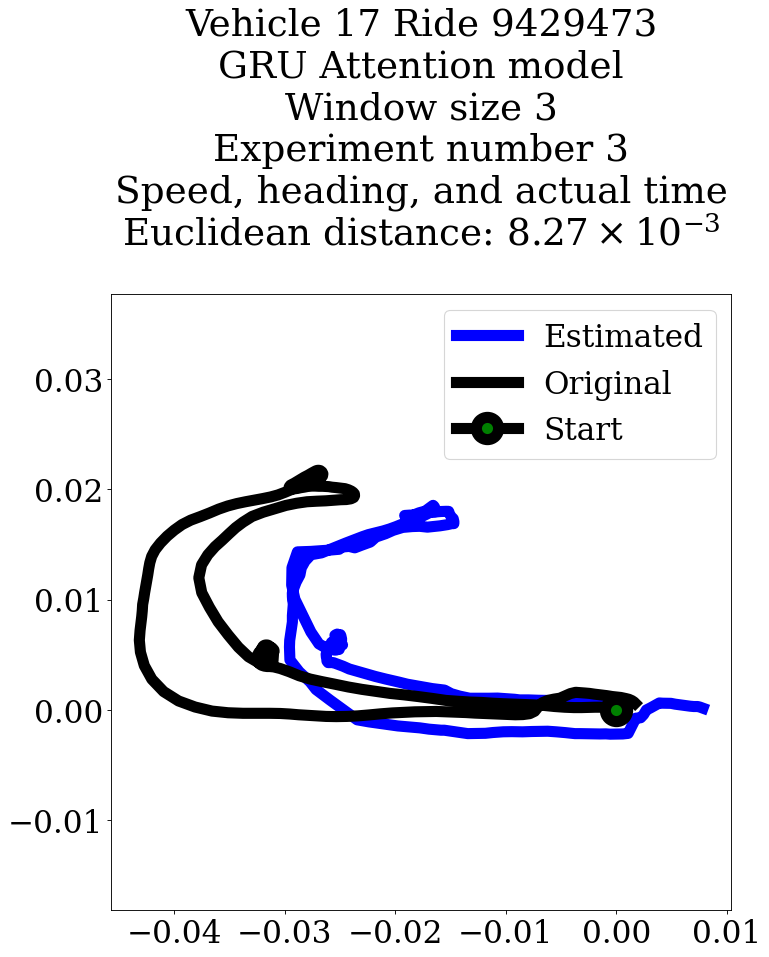 Vehicle 17 Ride 9429473
GRU Attention model
Window size 3
Experiment number 3
Speed, heading, and actual time
Euclidean distance: 8.27 × 10⁻³
Estimated
Original
Start
0.03
0.02
0.01
0.00
−0.01
−0.04 −0.03 −0.02 −0.01 0.00 0.01